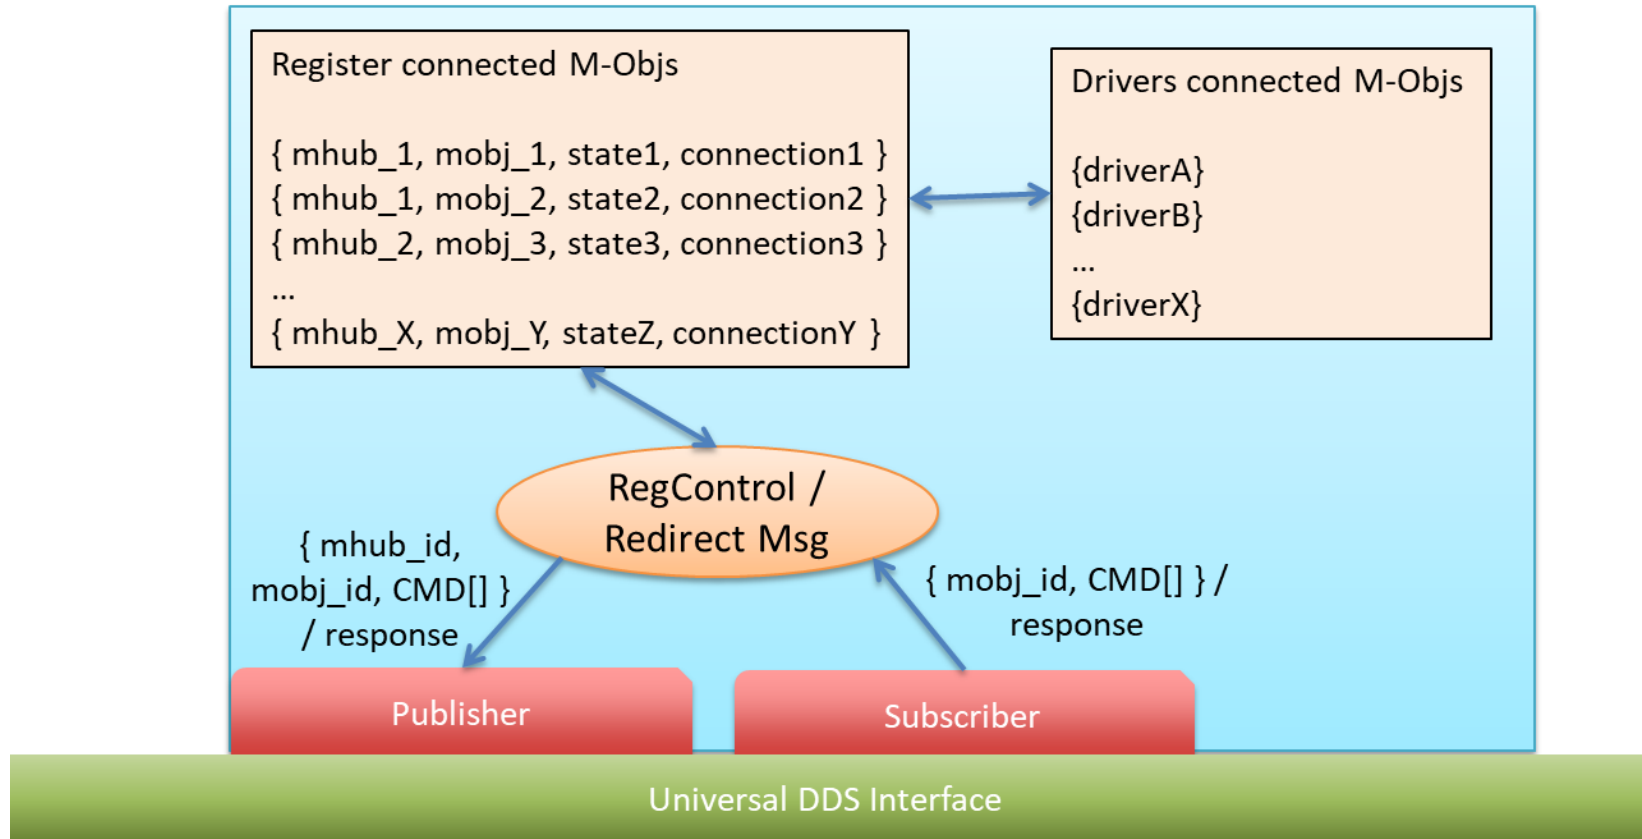 Register connected M-Objs
{ mhub_1, mobj_1, state1, connection1 }
{ mhub_1, mobj_2, state2, connection2 }
{ mhub_2, mobj_3, state3, connection3 }
...
{ mhub_X, mobj_Y, stateZ, connectionY }
Drivers connected M-Objs
{driverA}
{driverB}
...
{driverX}
RegControl /
Redirect Msg
{ mhub_id,
mobj_id, CMD[] }
/ response
{ mobj_id, CMD[] } /
response
Publisher
Subscriber
Universal DDS Interface